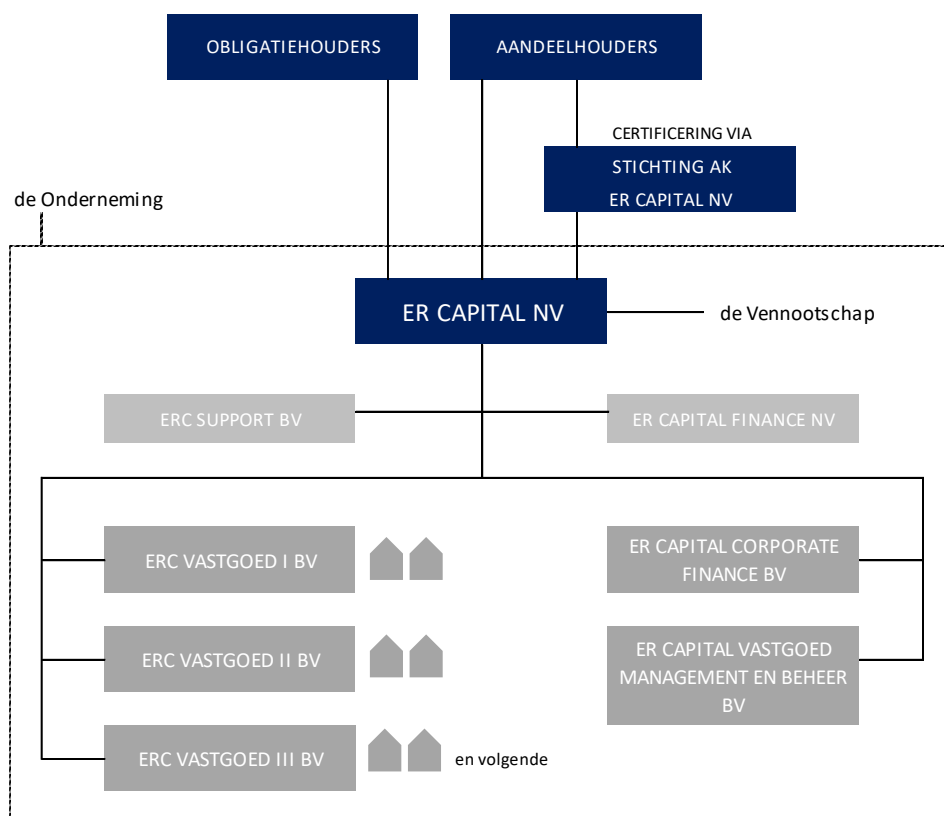 OBLIGATIEHOUDERS
AANDEELHOUDERS
CERTIFICERING VIA
STICHTING AK
ER CAPITAL NV
de Onderneming
ER CAPITAL NV
de Vennootschap
ERC SUPPORT BV
ER CAPITAL FINANCE NV
ERC VASTGOED I BV
ER CAPITAL CORPORATE
FINANCE BV
ERC VASTGOED II BV
ER CAPITAL VASTGOED
MANAGEMENT EN BEHEER
BV
ERC VASTGOED III BV
en volgende